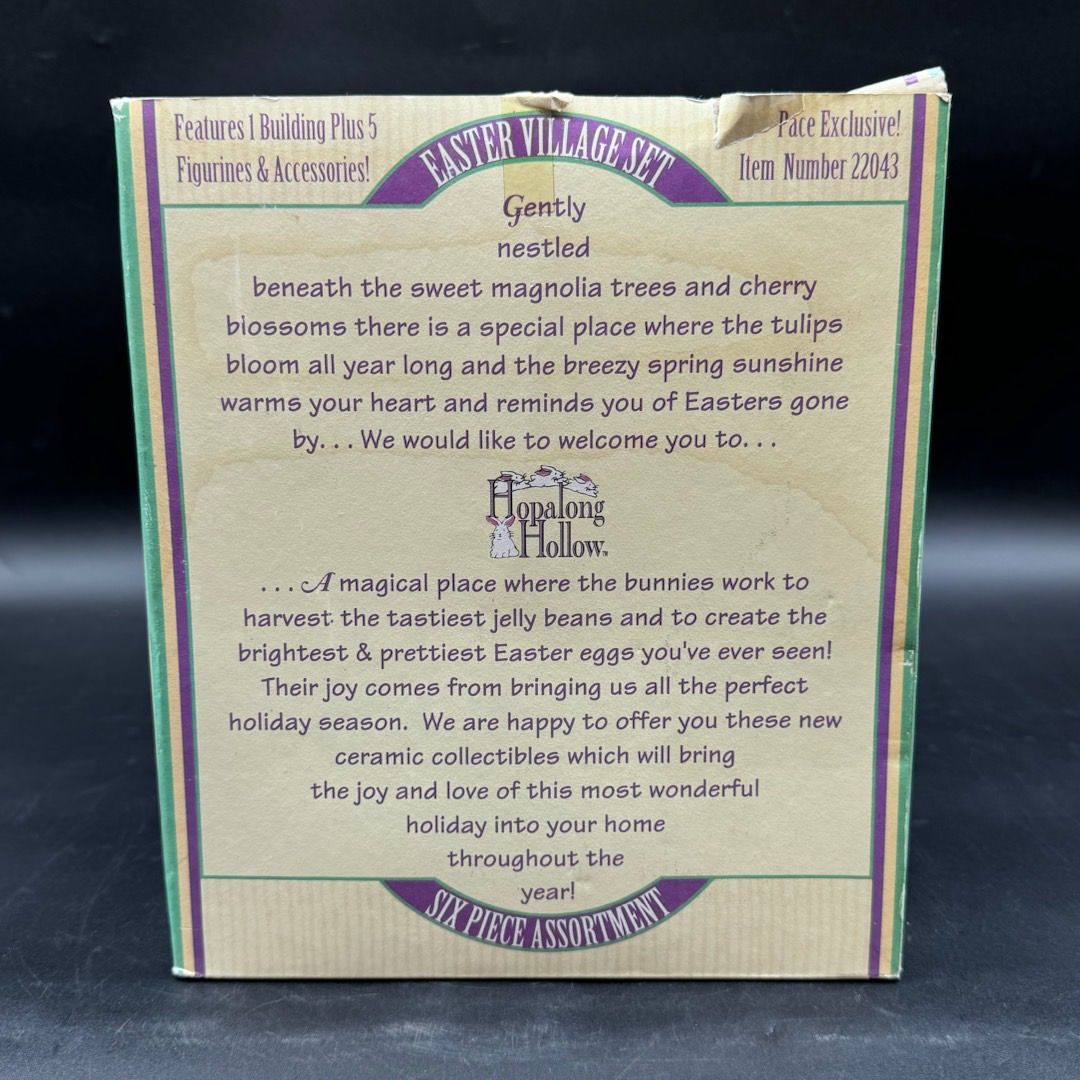 Features 1 Building Plus 5
Figurines & Accessories!
EASTER VILLAGE SET
Pace Exclusive!
Item Number 22043
Gently
nestled
beneath the sweet magnolia trees and cherry
blossoms there is a special place where the tulips
bloom all year long and the breezy spring sunshine
warms your heart and reminds you of Easters gone
by. . . We would like to welcome you to. . .
Hopalong
Hollow™
. . . A magical place where the bunnies work to
harvest the tastiest jelly beans and to create the
brightest & prettiest Easter eggs you've ever seen!
Their joy comes from bringing us all the perfect
holiday season. We are happy to offer you these new
ceramic collectibles which will bring
the joy and love of this most wonderful
holiday into your home
throughout the
year!
SIX PIECE ASSORTMENT